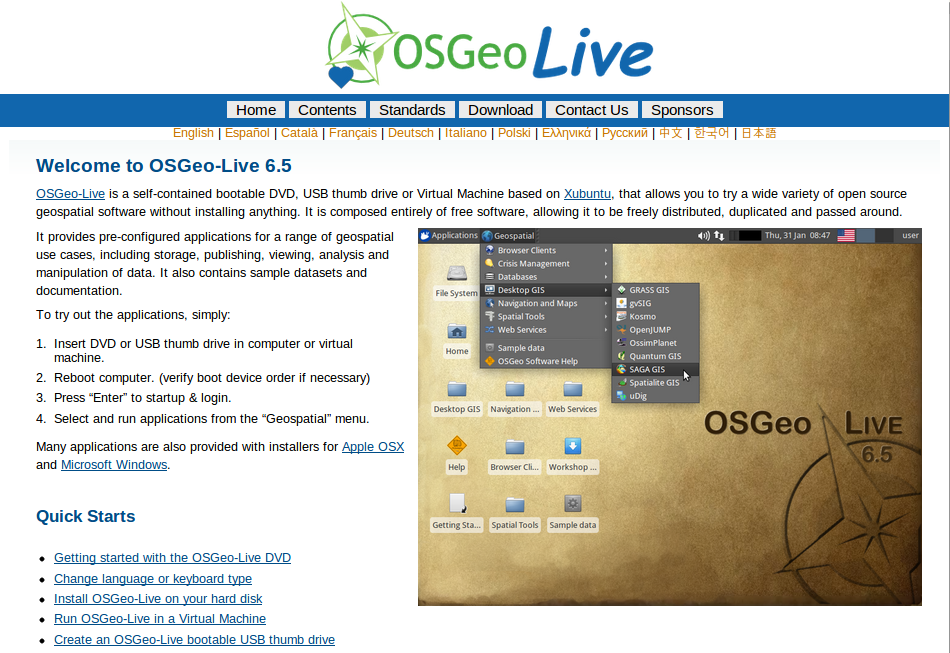 OSGeo Live
Home Contents Standards Download Contact Us Sponsors
English | Español | Català | Français | Deutsch | Italiano | Polski | Ελληνικά | Русский | 中文 | 한국어 | 日本語
Welcome to OSGeo-Live 6.5
OSGeo-Live is a self-contained bootable DVD, USB thumb drive or Virtual Machine based on Xubuntu, that allows you to try a wide variety of open source
geospatial software without installing anything. It is composed entirely of free software, allowing it to be freely distributed, duplicated and passed around.
It provides pre-configured applications for a range of geospatial
use cases, including storage, publishing, viewing, analysis and
manipulation of data. It also contains sample datasets and
documentation.
To try out the applications, simply:
1. Insert DVD or USB thumb drive in computer or virtual
machine.
2. Reboot computer. (verify boot device order if necessary)
3. Press “Enter” to startup & login.
4. Select and run applications from the “Geospatial” menu.
Many applications are also provided with installers for Apple OSX
and Microsoft Windows.
Quick Starts
• Getting started with the OSGeo-Live DVD
• Change language or keyboard type
• Install OSGeo-Live on your hard disk
• Run OSGeo-Live in a Virtual Machine
• Create an OSGeo-Live bootable USB thumb drive
Applications Geospatial Thu, 31 Jan 08:47 user
Browser Clients
Crisis Management
Databases
Desktop GIS
Navigation and Maps
Spatial Tools
Web Services
Sample data
OSGeo Software Help
GRASS GIS
gvSIG
Kosmo
OpenJUMP
OssimPlanet
Quantum GIS
SAGA GIS
Spatialite GIS
uDig
File System
Home
Desktop GIS Navigation ... Web Services
Help Browser Cli... Workshop ...
Getting Sta... Spatial Tools Sample data
OSGeo Live
6.5